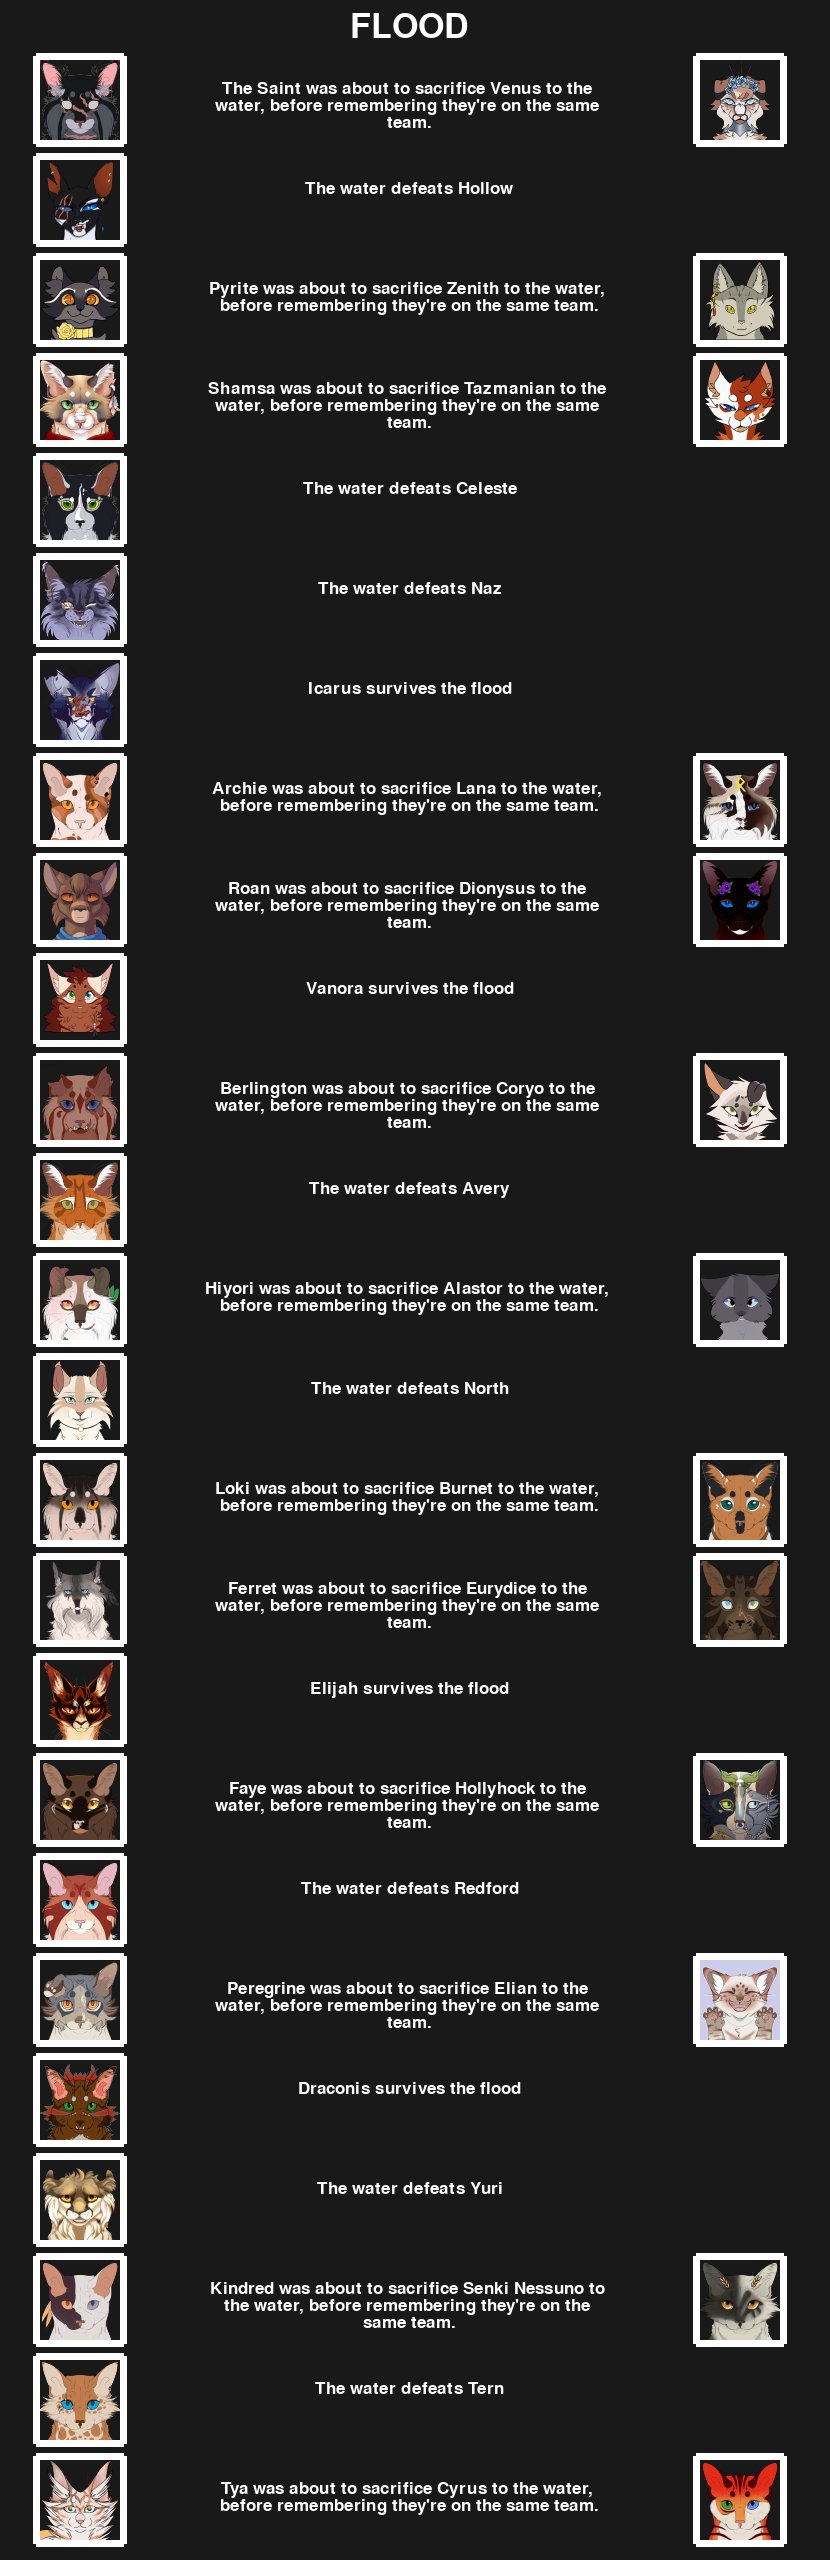 FLOOD
The Saint was about to sacrifice Venus to the
water, before remembering they're on the same
team.
The water defeats Hollow
Pyrite was about to sacrifice Zenith to the water,
before remembering they're on the same team.
Shamsa was about to sacrifice Tazmanian to the
water, before remembering they're on the same
team.
The water defeats Celeste
The water defeats Naz
Icarus survives the flood
Archie was about to sacrifice Lana to the water,
before remembering they're on the same team.
Roan was about to sacrifice Dionysus to the
water, before remembering they're on the same
team.
Vanora survives the flood
Berlington was about to sacrifice Coryo to the
water, before remembering they're on the same
team.
The water defeats Avery
Hiyori was about to sacrifice Alastor to the water,
before remembering they're on the same team.
The water defeats North
Loki was about to sacrifice Burnet to the water,
before remembering they're on the same team.
Ferret was about to sacrifice Eurydice to the
water, before remembering they're on the same
team.
Elijah survives the flood
Faye was about to sacrifice Hollyhock to the
water, before remembering they're on the same
team.
The water defeats Redford
Peregrine was about to sacrifice Elian to the
water, before remembering they're on the same
team.
Draconis survives the flood
The water defeats Yuri
Kindred was about to sacrifice Senki Nessuno to
the water, before remembering they're on the
same team.
The water defeats Tern
Tya was about to sacrifice Cyrus to the water,
before remembering they're on the same team.